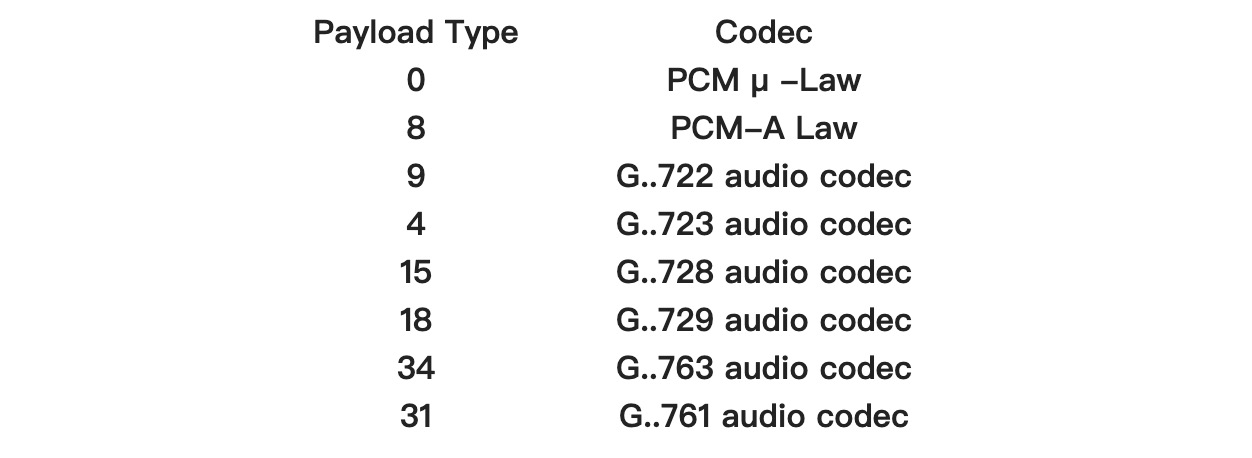 Payload Type Codec
0 PCM μ –Law
8 PCM–A Law
9 G..722 audio codec
4 G..723 audio codec
15 G..728 audio codec
18 G..729 audio codec
34 G..763 audio codec
31 G..761 audio codec